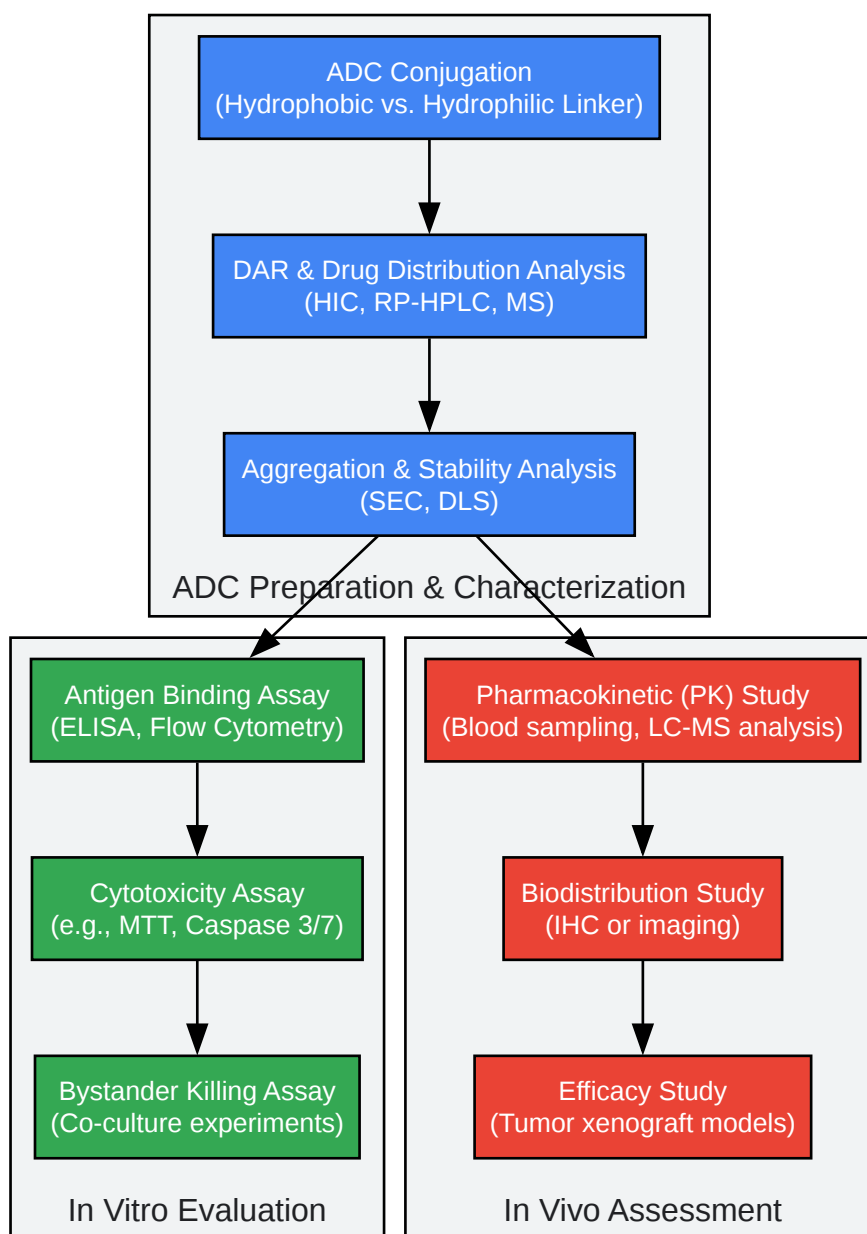 ADC Conjugation
(Hydrophobic vs. Hydrophilic Linker)
DAR & Drug Distribution Analysis
(HIC, RP-HPLC, MS)
Aggregation & Stability Analysis
(SEC, DLS)
ADC Preparation & Characterization
Antigen Binding Assay
(ELISA, Flow Cytometry)
Cytotoxicity Assay
(e.g., MTT, Caspase 3/7)
Bystander Killing Assay
(Co-culture experiments)
In Vitro Evaluation
Pharmacokinetic (PK) Study
(Blood sampling, LC-MS analysis)
Biodistribution Study
(IHC or imaging)
Efficacy Study
(Tumor xenograft models)
In Vivo Assessment